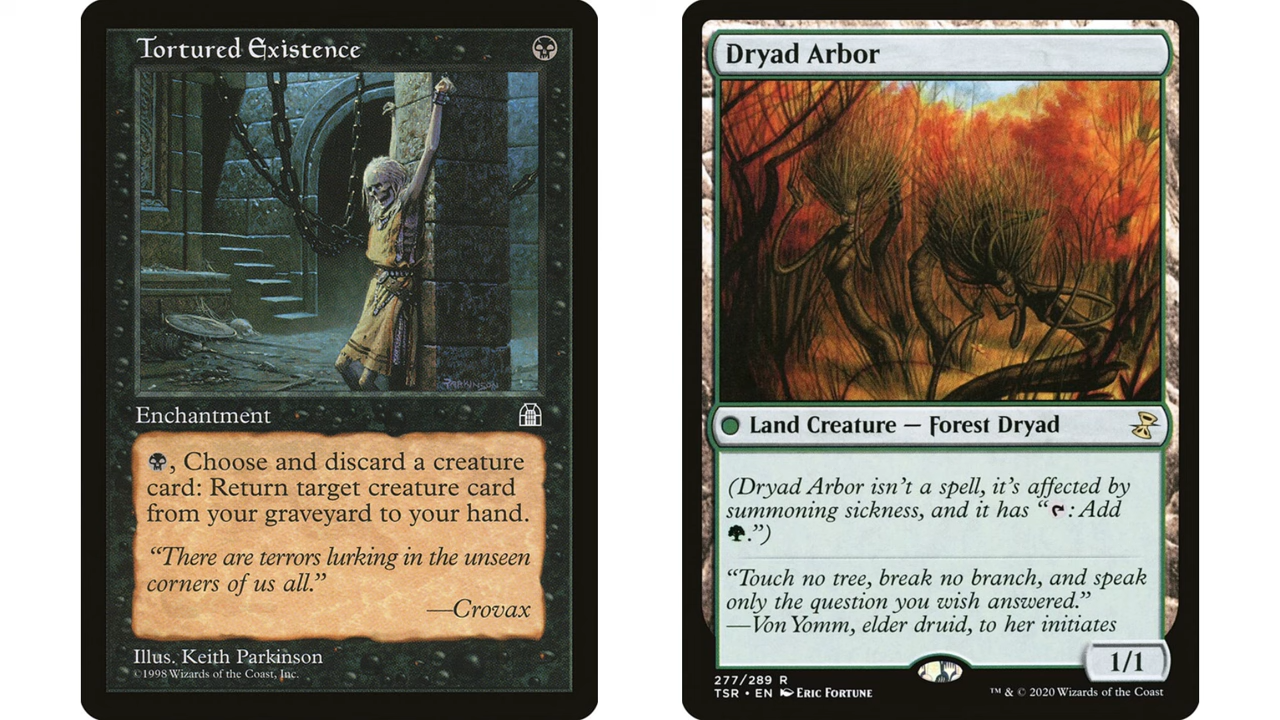 Tortured Existence
PARKINSON
Enchantment
, Choose and discard a creature
card: Return target creature card
from your graveyard to your hand.
“There are terrors lurking in the unseen
corners of us all.”
—Crovax
Illus. Keith Parkinson
©1998 Wizards of the Coast, Inc.
Dryad Arbor
Land Creature — Forest Dryad
(Dryad Arbor isn’t a spell, it’s affected by
summoning sickness, and it has “ : Add
.”)
“Touch no tree, break no branch, and speak
only the question you wish answered.”
—Von Yomm, elder druid, to her initiates
1/1
277/289 R
TSR • EN Eric Fortune
™ & © 2020 Wizards of the Coast